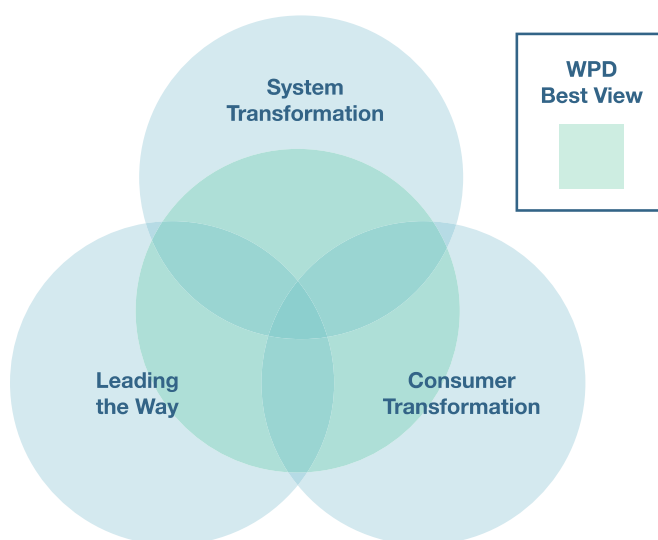 System
Transformation
WPD
Best View
Leading
the Way
Consumer
Transformation